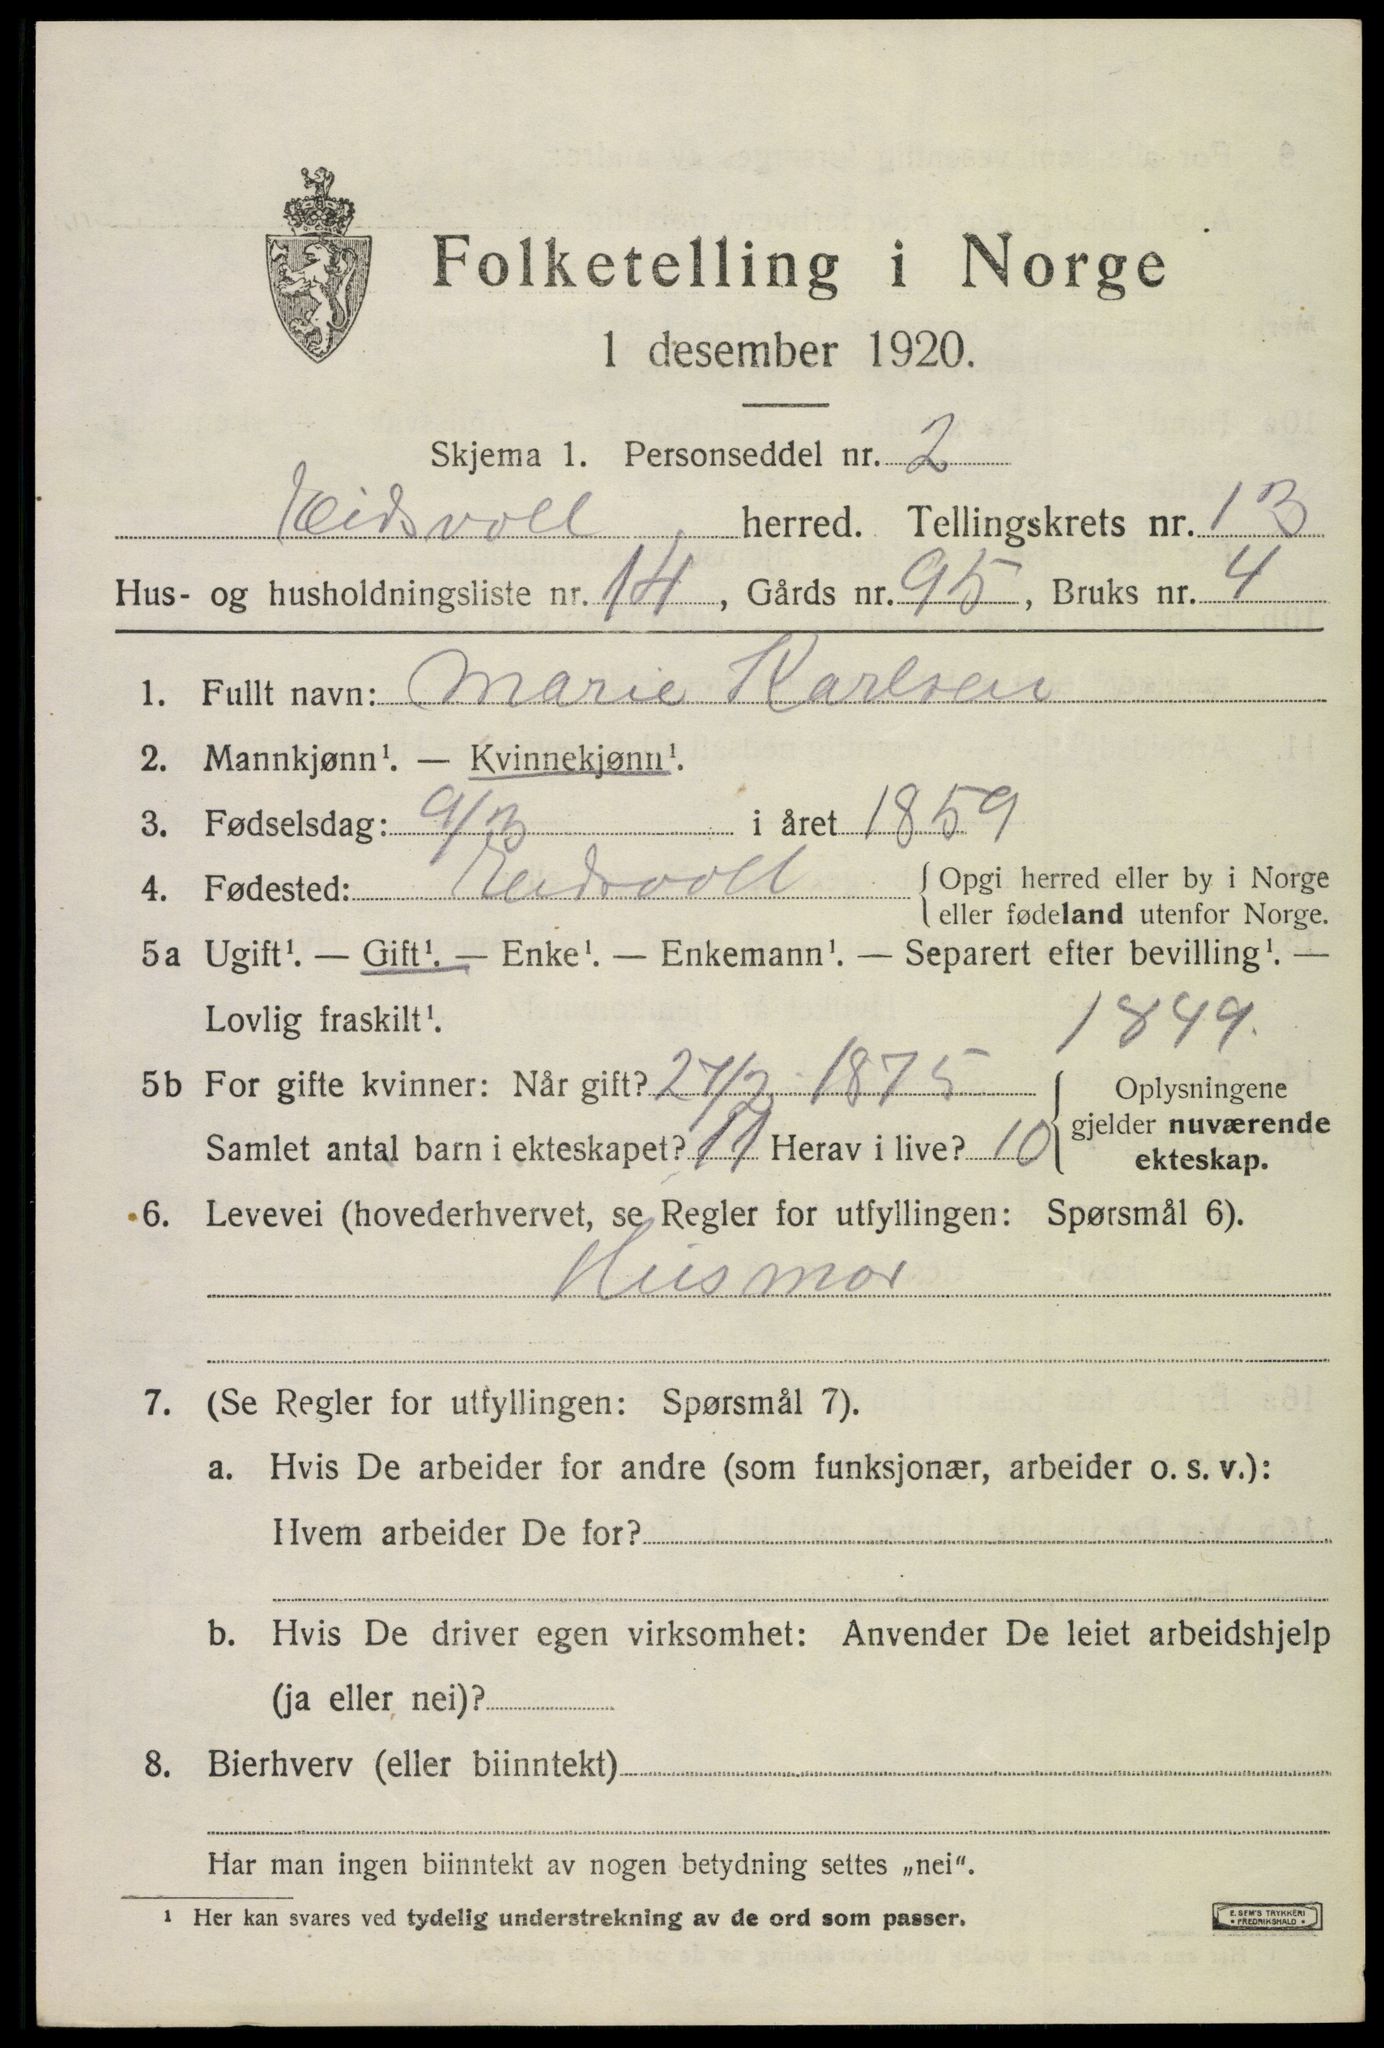 Folketelling i Norge
1 desember 1920.
Skjema 1. Personseddel nr. 2
Eidsvoll herred. Tellingskrets nr. 13
Hus- og husholdningsliste nr. 14, Gårds nr. 95, Bruks nr. 4
1. Fullt navn: Marie Karlsen
2. Mannkjønn¹. — Kvinnekjønn¹.
3. Fødselsdag: 9/3 i året 1859
4. Fødested: Eidsvoll {Opgi herred eller by i Norge
eller fødeland utenfor Norge.
5a Ugift¹. — Gift¹. — Enke¹. — Enkemann¹. — Separert efter bevilling¹. —
Lovlig fraskilt¹. 1849.
5b For gifte kvinner: Når gift? 27/2 1875
Samlet antal barn i ekteskapet? 11 Herav i live? 10
{Oplysningene
gjelder nuværende
ekteskap.
6. Levevei (hovederhvervet, se Regler for utfyllingen: Spørsmål 6).
Husmor
7. (Se Regler for utfyllingen: Spørsmål 7).
a. Hvis De arbeider for andre (som funksjonær, arbeider o. s. v.):
Hvem arbeider De for?
b. Hvis De driver egen virksomhet: Anvender De leiet arbeidshjelp
(ja eller nei)?
8. Bierhverv (eller biinntekt)
Har man ingen biinntekt av nogen betydning settes „nei“.
¹ Her kan svares ved tydelig understrekning av de ord som passer.
E. SEM'S TRYKKERI
• FREDRIKSHALD •